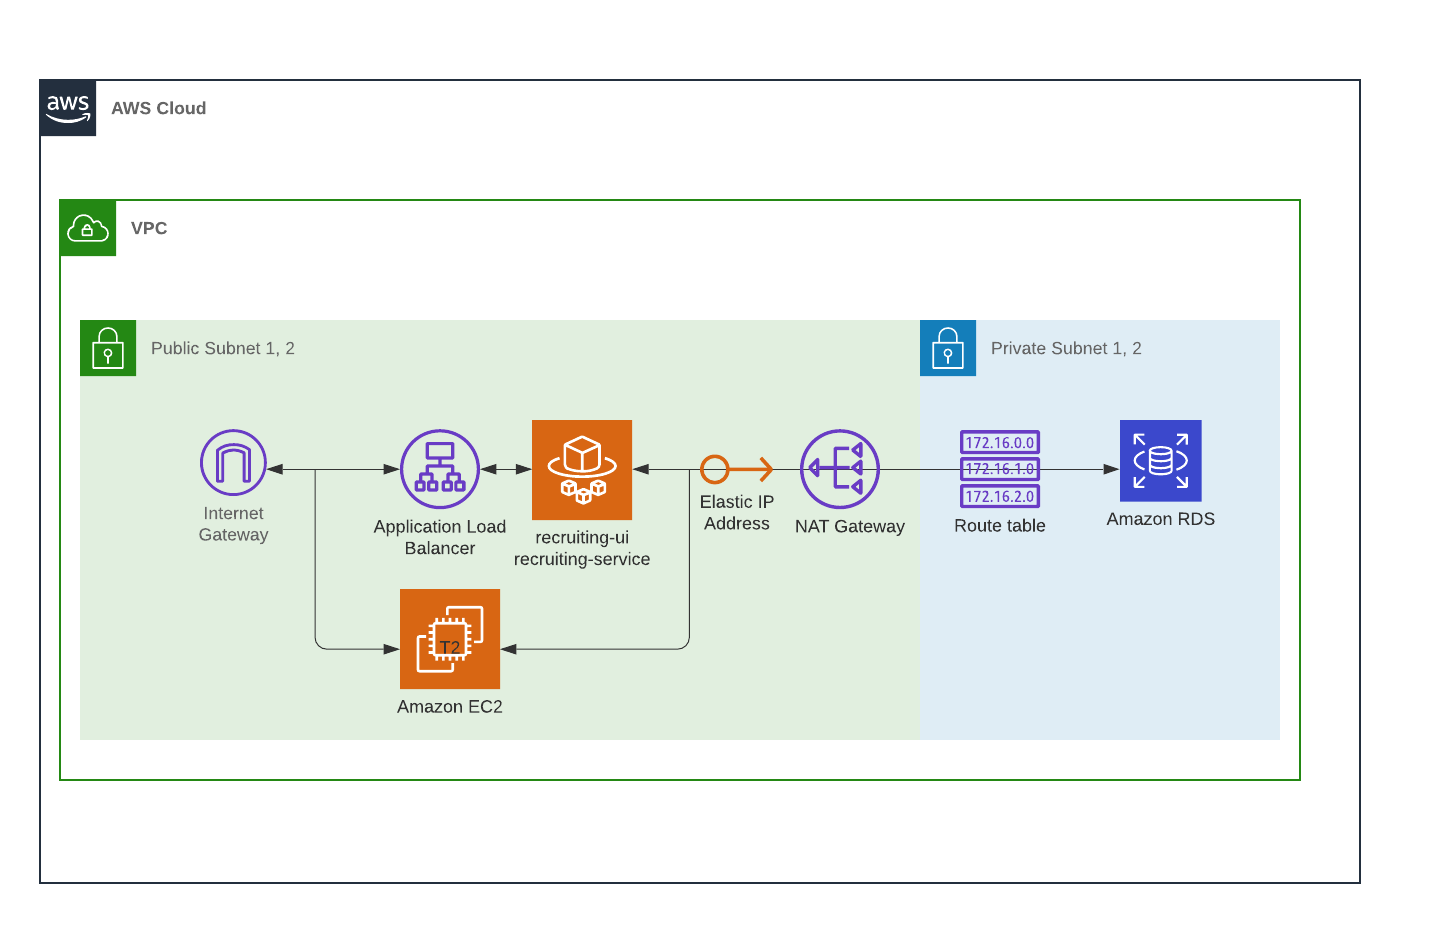 aws
AWS Cloud
VPC
Public Subnet 1, 2
Private Subnet 1, 2
172.16.0.0
172.16.1.0
172.16.2.0
Internet
Gateway
Application Load
Balancer
recruiting-ui
recruiting-service
Elastic IP
Address
NAT Gateway
Route table
Amazon RDS
T2
Amazon EC2